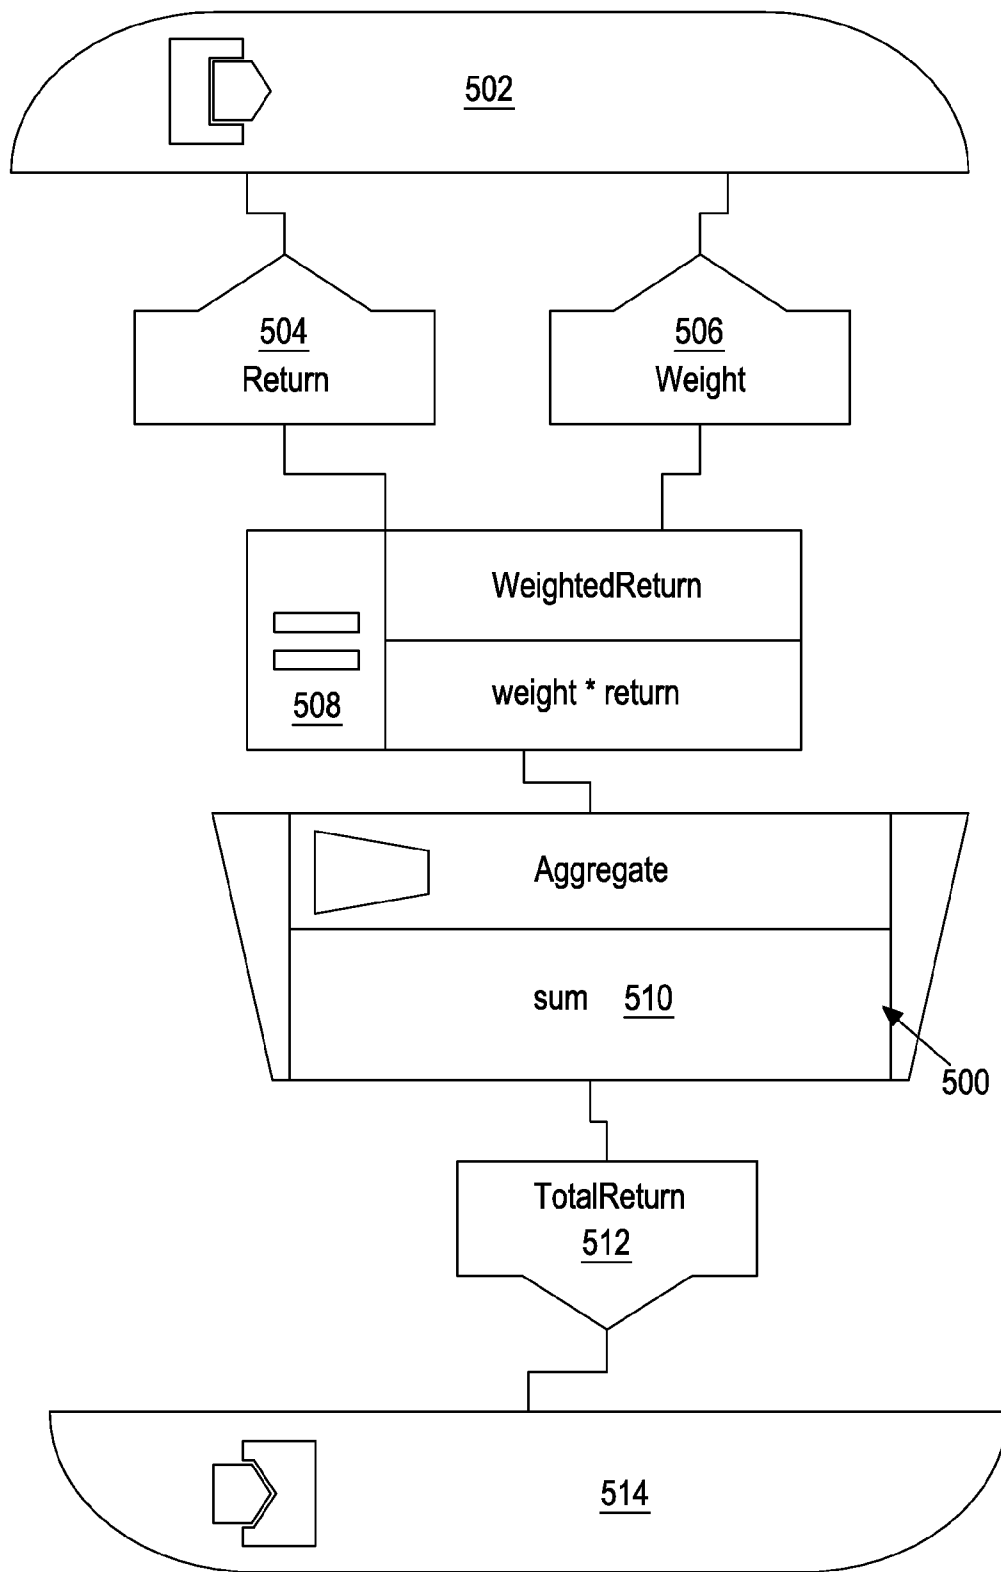 502
504
Return
506
Weight
WeightedReturn
508
weight * return
Aggregate
sum 510
500
TotalReturn
512
514